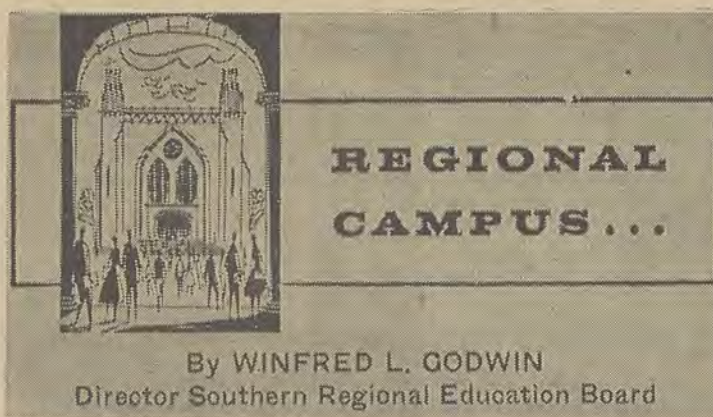 REGIONAL
CAMPUS...
By WINFRED L. GODWIN
Director Southern Regional Education Board